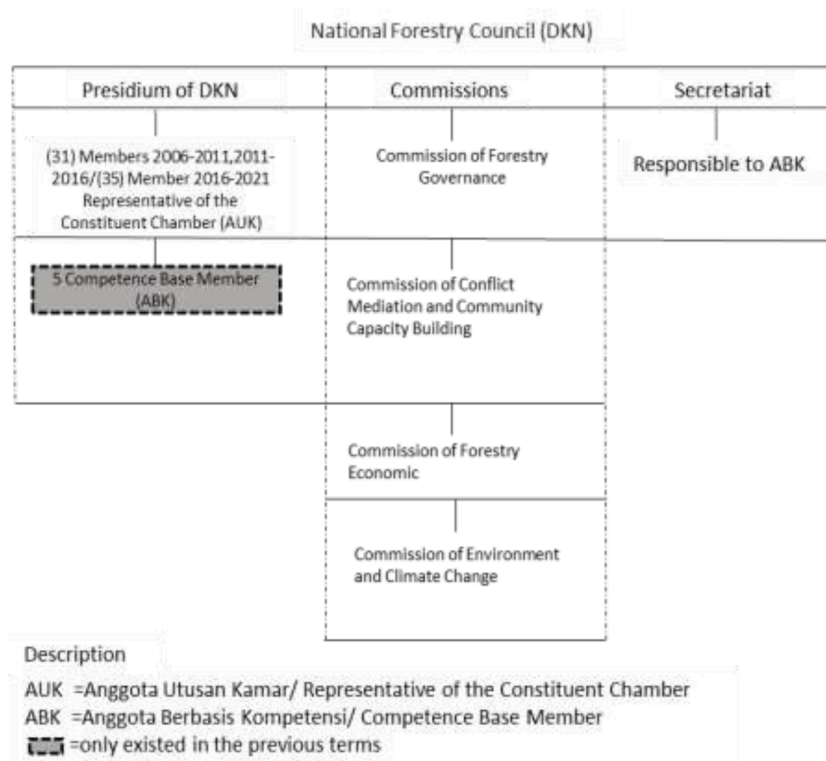 National Forestry Council (DKN)
Presidium of DKN
Commissions
Secretariat
(31) Members 2006-2011,2011-
2016/(35) Member 2016-2021
Representative of the
Constituent Chamber (AUK)
Commission of Forestry
Governance
Responsible to ABK
5 Competence Base Member
(ABK)
Commission of Conflict
Mediation and Community
Capacity Building
Commission of Forestry
Economic
Commission of Environment
and Climate Change
Description
AUK =Anggota Utusan Kamar/ Representative of the Constituent Chamber
ABK =Anggota Berbasis Kompetensi/ Competence Base Member
=only existed in the previous terms